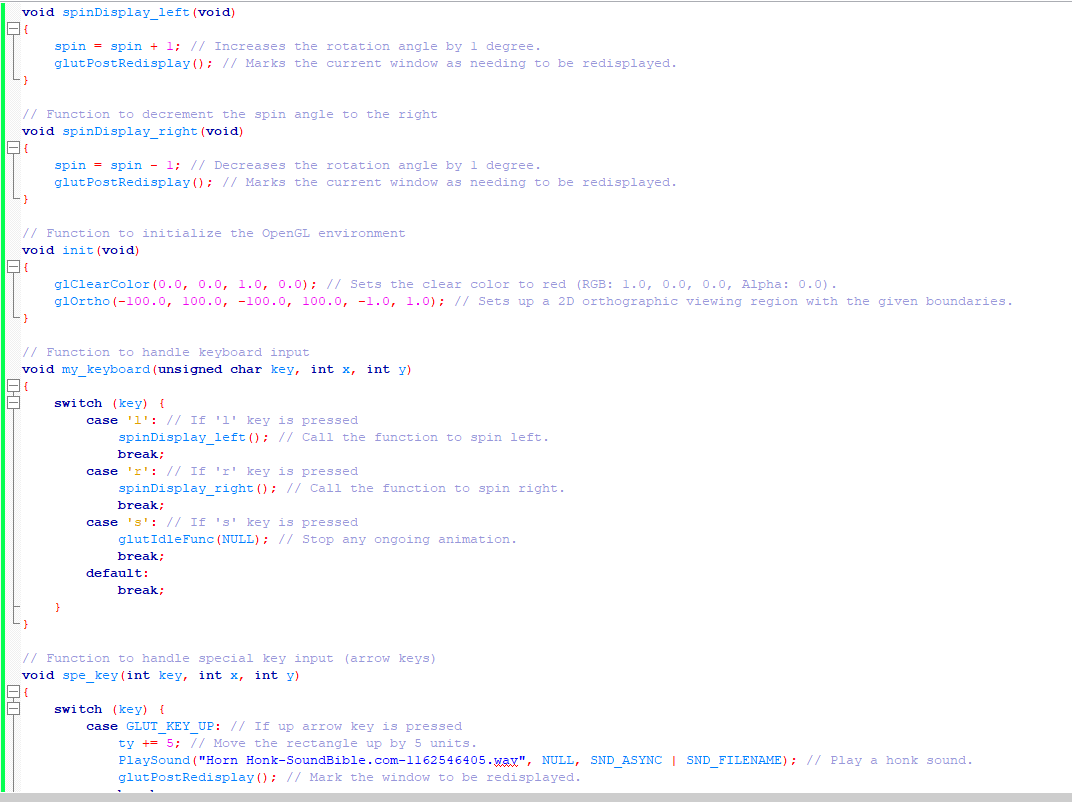 void spinDisplay_left(void)
{
    spin = spin + 1; // Increases the rotation angle by 1 degree.
    glutPostRedisplay(); // Marks the current window as needing to be redisplayed.
}

// Function to decrement the spin angle to the right
void spinDisplay_right(void)
{
    spin = spin - 1; // Decreases the rotation angle by 1 degree.
    glutPostRedisplay(); // Marks the current window as needing to be redisplayed.
}

// Function to initialize the OpenGL environment
void init(void)
{
    glClearColor(0.0, 0.0, 1.0, 0.0); // Sets the clear color to red (RGB: 1.0, 0.0, 0.0, Alpha: 0.0).
    glOrtho(-100.0, 100.0, -100.0, 100.0, -1.0, 1.0); // Sets up a 2D orthographic viewing region with the given boundaries.
}

// Function to handle keyboard input
void my_keyboard(unsigned char key, int x, int y)
{
    switch (key) {
        case 'l': // If 'l' key is pressed
            spinDisplay_left(); // Call the function to spin left.
            break;
        case 'r': // If 'r' key is pressed
            spinDisplay_right(); // Call the function to spin right.
            break;
        case 's': // If 's' key is pressed
            glutIdleFunc(NULL); // Stop any ongoing animation.
            break;
        default:
            break;
    }
}

// Function to handle special key input (arrow keys)
void spe_key(int key, int x, int y)
{
    switch (key) {
        case GLUT_KEY_UP: // If up arrow key is pressed
            ty += 5; // Move the rectangle up by 5 units.
            PlaySound("Horn Honk-SoundBible.com-1162546405.wav", NULL, SND_ASYNC | SND_FILENAME); // Play a honk sound.
            glutPostRedisplay(); // Mark the window to be redisplayed.